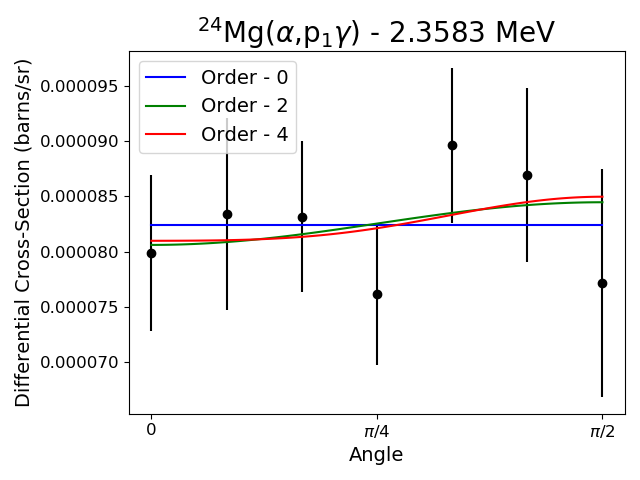 ²⁴Mg(α,p₁γ) - 2.3583 MeV
Differential Cross-Section (barns/sr)
0.000095
0.000090
0.000085
0.000080
0.000075
0.000070
Order - 0
Order - 2
Order - 4
0
π/4
π/2
Angle